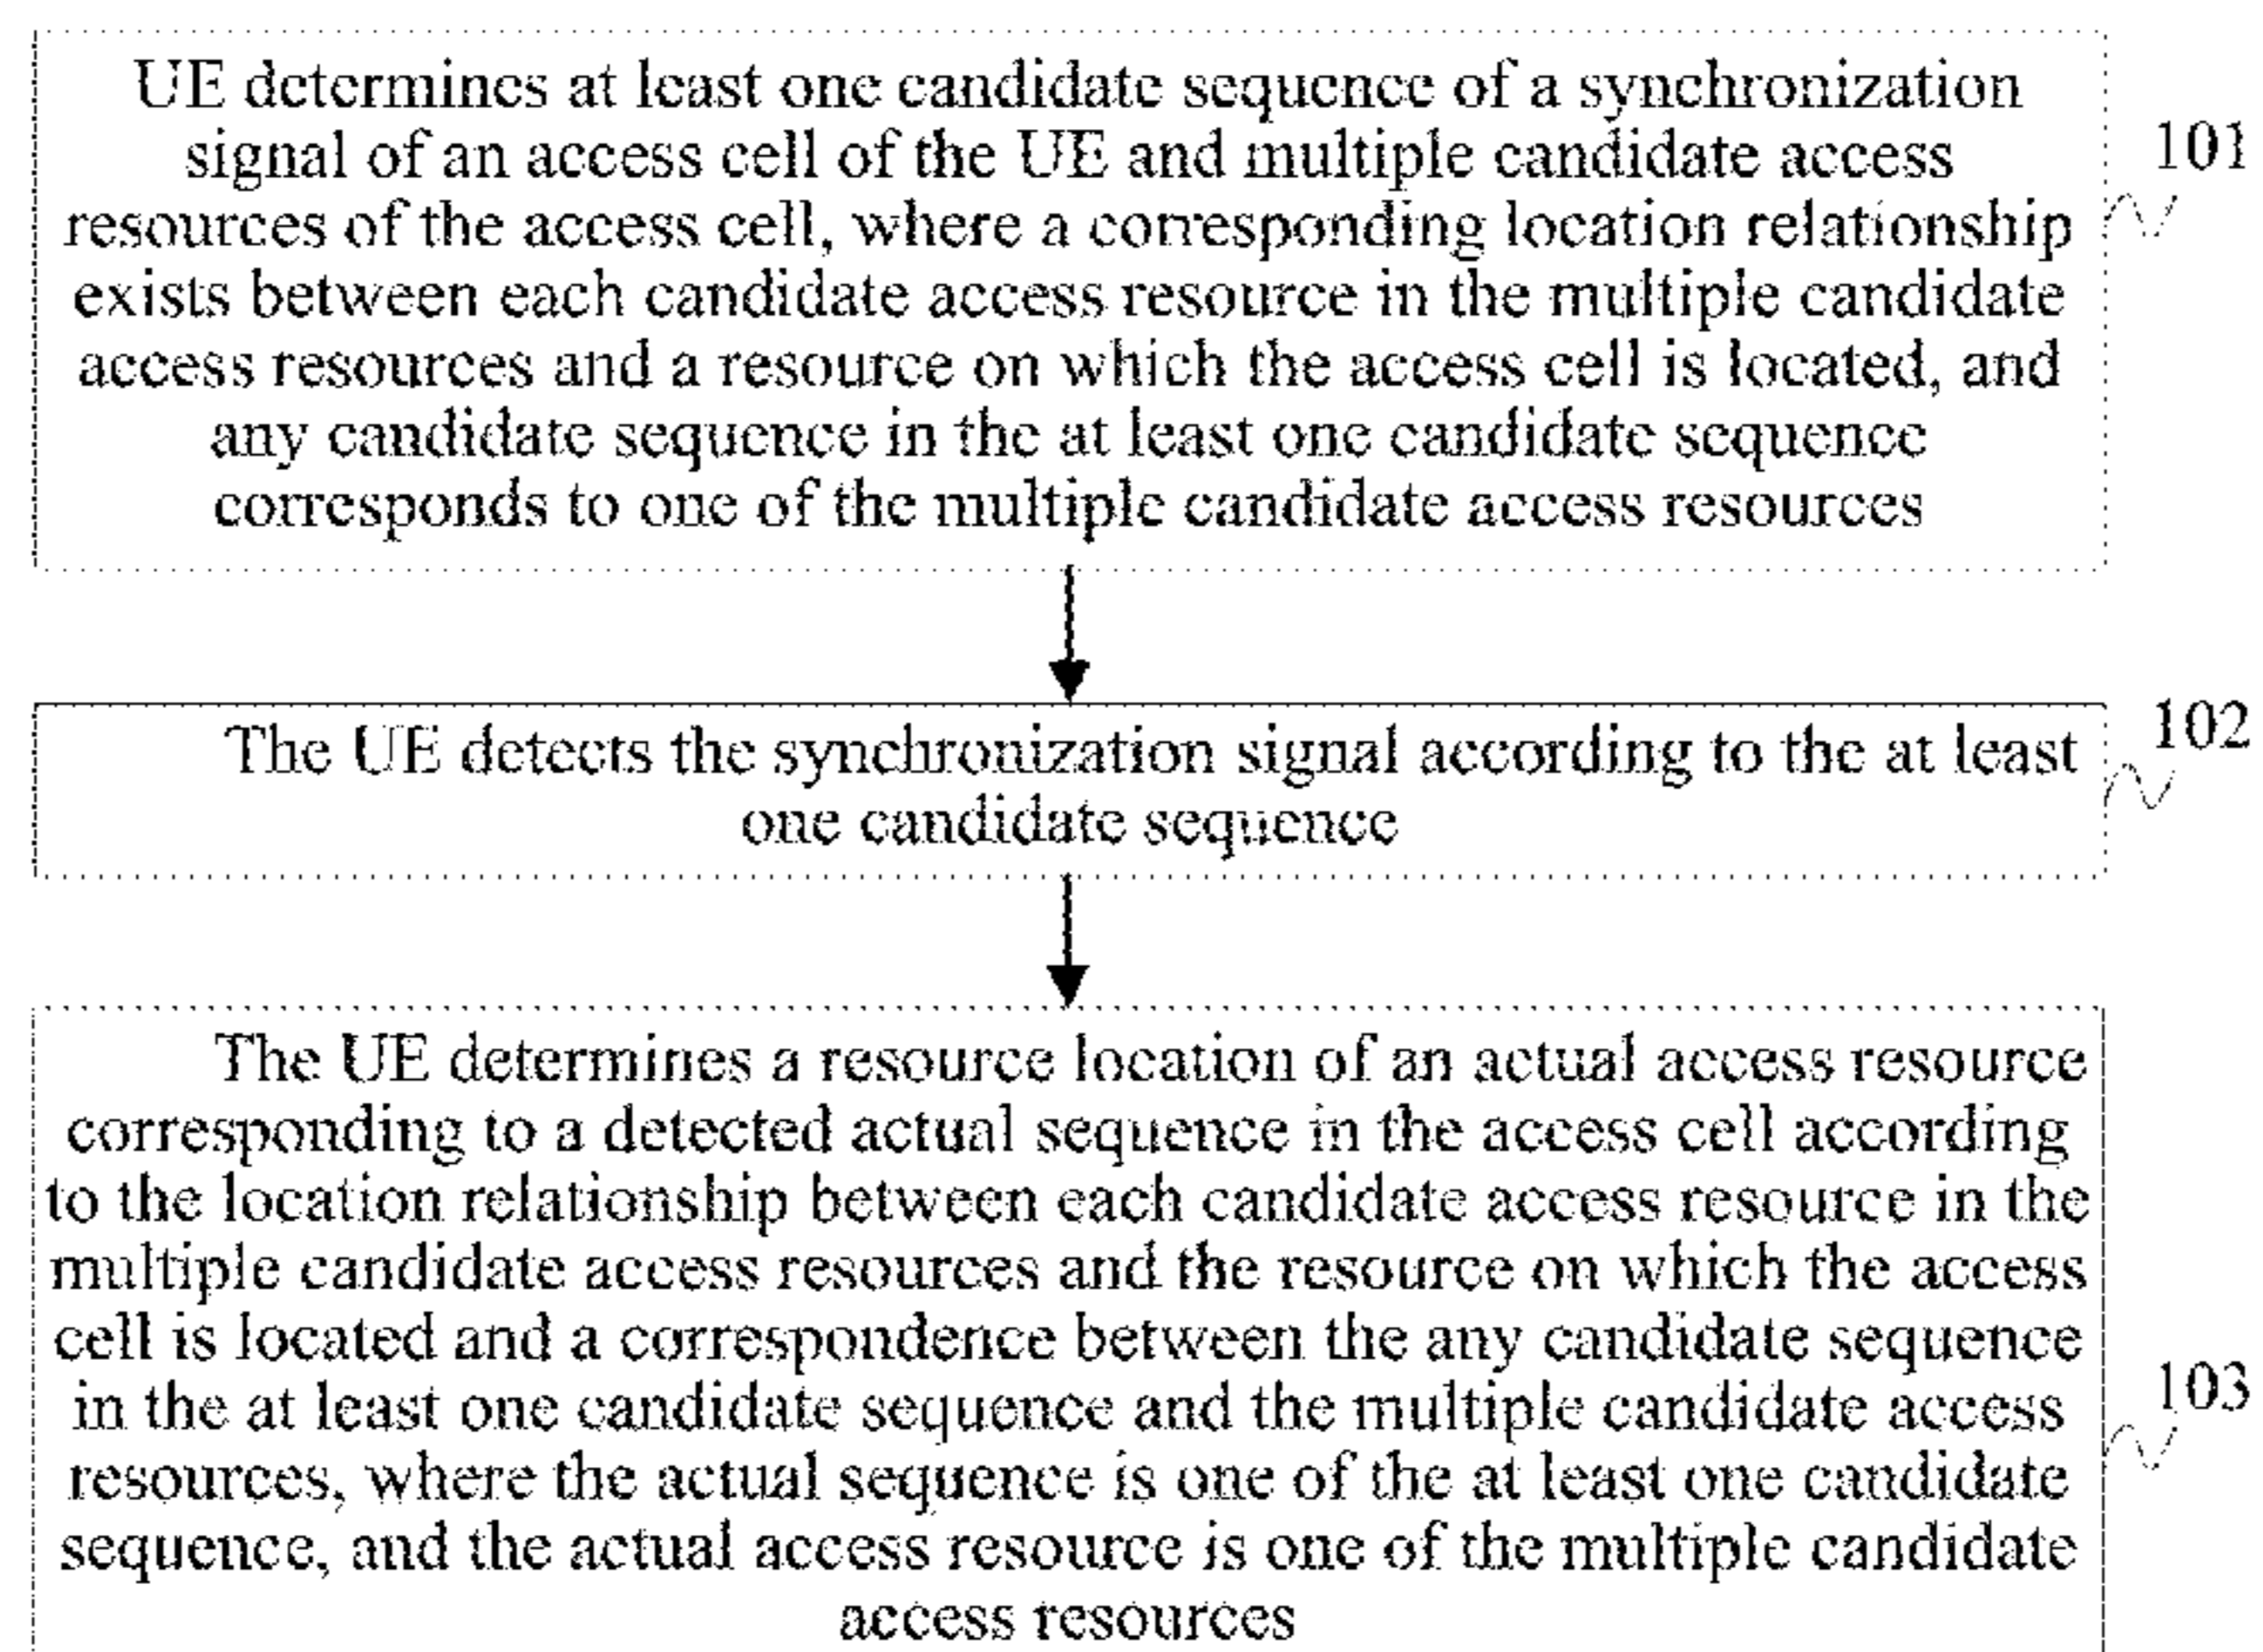 UE determines at least one candidate sequence of a synchronization
signal of an access cell of the UE and multiple candidate access
resources of the access cell, where a corresponding location relationship
exists between each candidate access resource in the multiple candidate
access resources and a resource on which the access cell is located, and
any candidate sequence in the at least one candidate sequence
corresponds to one of the multiple candidate access resources
101
The UE detects the synchronization signal according to the at least
one candidate sequence
102
The UE determines a resource location of an actual access resource
corresponding to a detected actual sequence in the access cell according
to the location relationship between each candidate access resource in the
multiple candidate access resources and the resource on which the access
cell is located and a correspondence between the any candidate sequence
in the at least one candidate sequence and the multiple candidate access
resources, where the actual sequence is one of the at least one candidate
sequence, and the actual access resource is one of the multiple candidate
access resources
103